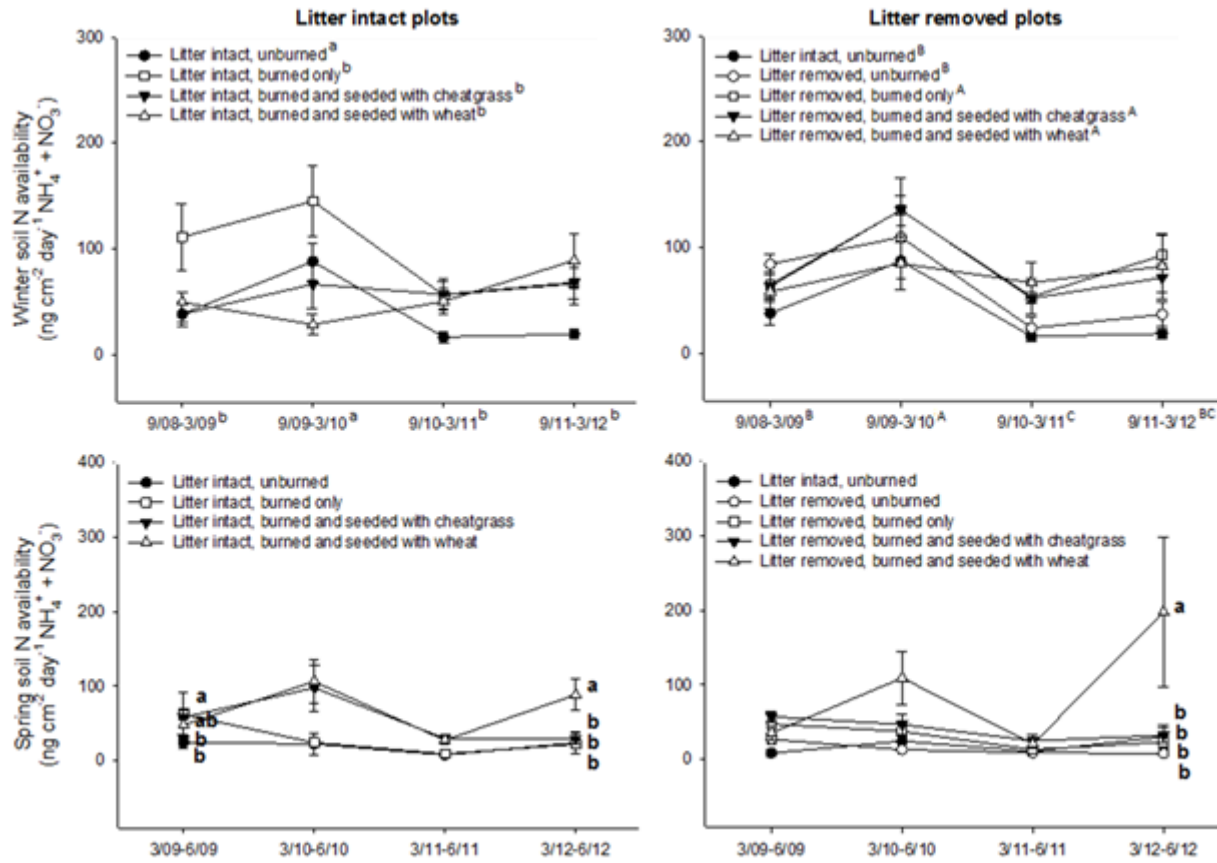 Litter intact plots
Litter removed plots
Winter soil N availability
(ng cm⁻² day⁻¹ NH₄⁺ + NO₃⁻)
300
200
100
0
Litter intact, unburned ᵃ
Litter intact, burned only ᵇ
Litter intact, burned and seeded with cheatgrass ᵇ
Litter intact, burned and seeded with wheat ᵇ
9/08-3/09 ᵇ
9/09-3/10 ᵃ
9/10-3/11 ᵇ
9/11-3/12 ᵇ
300
200
100
0
Litter intact, unburned ᴮ
Litter removed, unburned ᴮ
Litter removed, burned only ᴬ
Litter removed, burned and seeded with cheatgrass ᴬ
Litter removed, burned and seeded with wheat ᴬ
9/08-3/09 ᴮ
9/09-3/10 ᴬ
9/10-3/11 ᶜ
9/11-3/12 ᴮᶜ
Spring soil N availability
(ng cm⁻² day⁻¹ NH₄⁺ + NO₃⁻)
400
300
200
100
0
Litter intact, unburned
Litter intact, burned only
Litter intact, burned and seeded with cheatgrass
Litter intact, burned and seeded with wheat
a
ab
b
b
a
b
b
b
3/09-6/09
3/10-6/10
3/11-6/11
3/12-6/12
400
300
200
100
0
Litter intact, unburned
Litter removed, unburned
Litter removed, burned only
Litter removed, burned and seeded with cheatgrass
Litter removed, burned and seeded with wheat
a
b
b
b
b
3/09-6/09
3/10-6/10
3/11-6/11
3/12-6/12